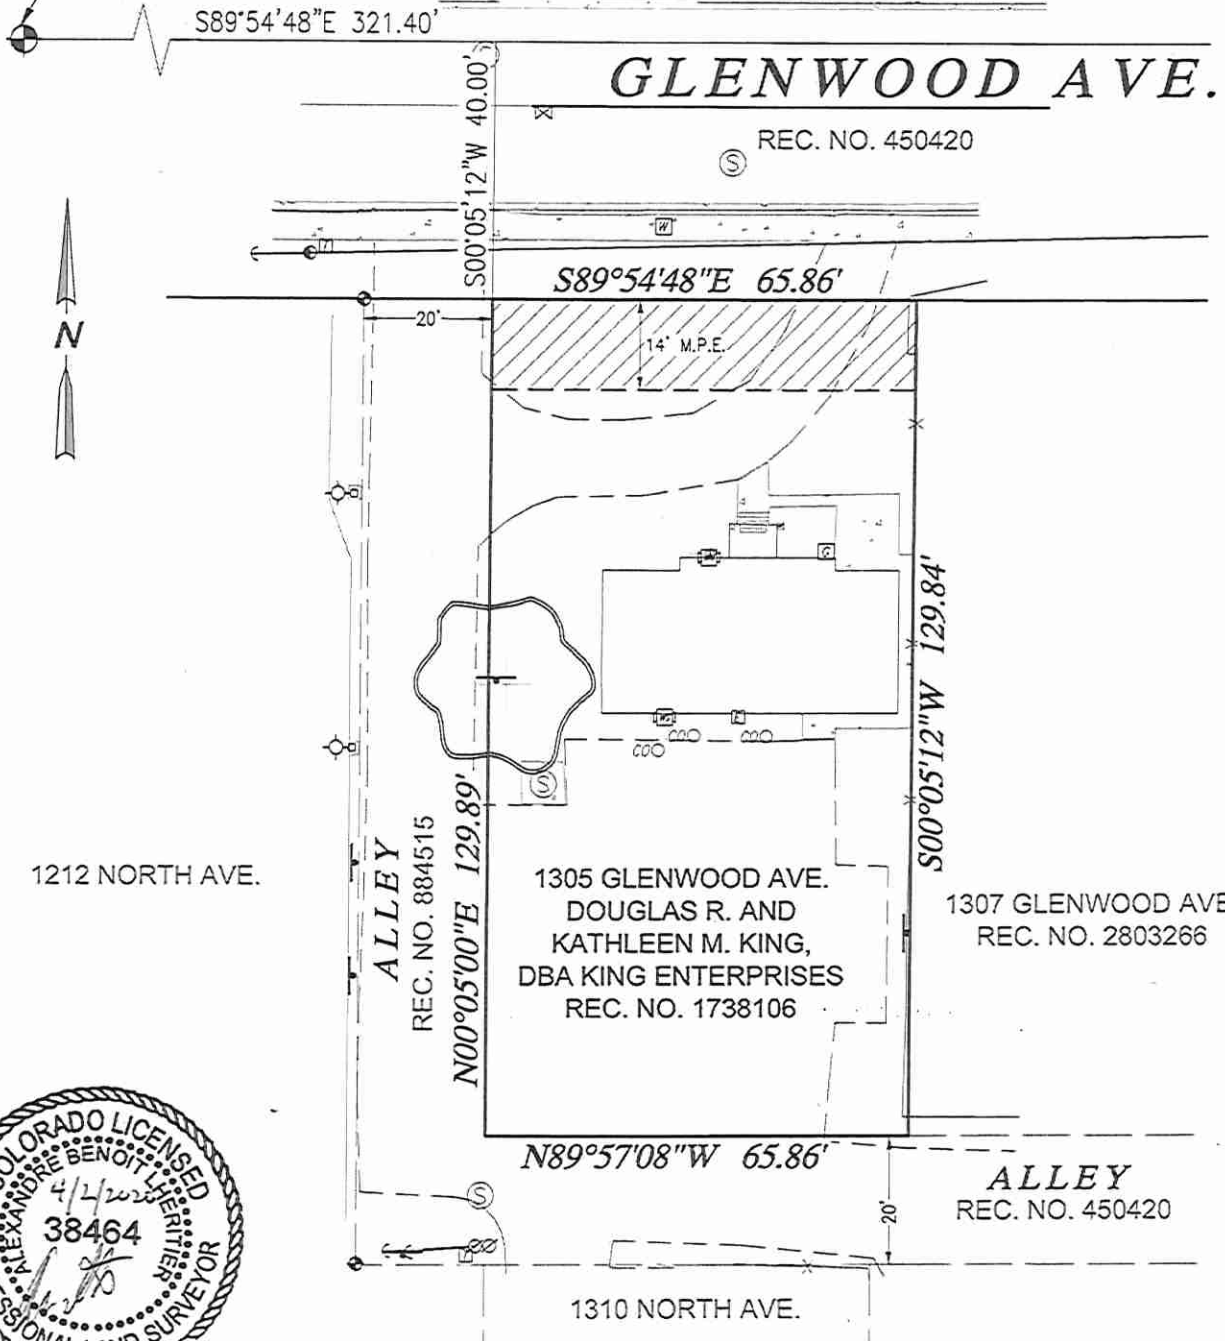 S89°54'48"E 321.40'
GLENWOOD AVE.
REC. NO. 450420
S
S00°05'12"W 40.00'
W
S89°54'48"E 65.86'
20'
14' M.P.E.
N
G
S00°05'12"W 129.84'
S
ALLEY
REC. NO. 884515
N00°05'00"E 129.89'
1212 NORTH AVE.
1305 GLENWOOD AVE.
DOUGLAS R. AND
KATHLEEN M. KING,
DBA KING ENTERPRISES
REC. NO. 1738106
1307 GLENWOOD AVE
REC. NO. 2803266
N89°57'08"W 65.86'
ALLEY
REC. NO. 450420
20'
S
1310 NORTH AVE.
COLORADO LICENSED
ALEXANDRE BENOIT LHERITIER
38464
PROFESSIONAL LAND SURVEYOR